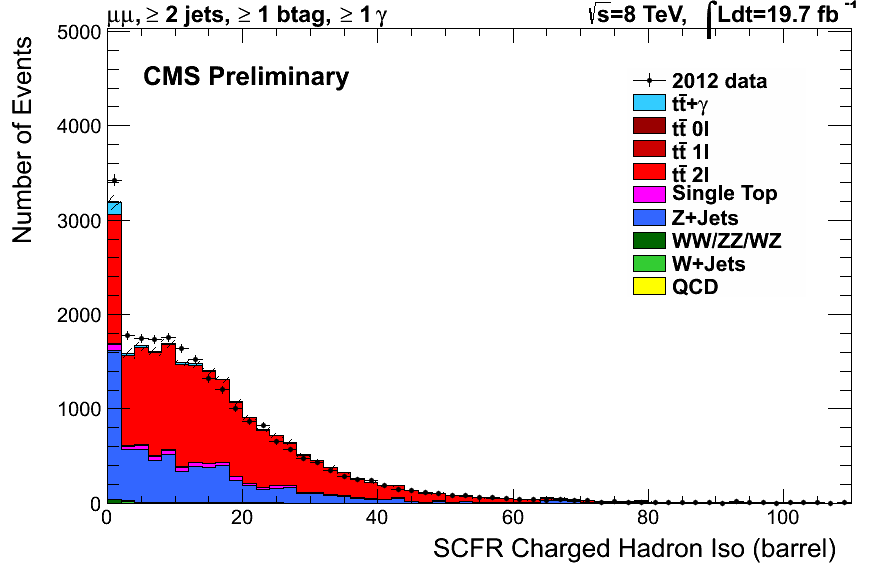 μμ, ≥ 2 jets, ≥ 1 btag, ≥ 1 γ
√s=8 TeV, ∫Ldt=19.7 fb⁻¹
CMS Preliminary
2012 data
tt̄+γ
tt̄ 0l
tt̄ 1l
tt̄ 2l
Single Top
Z+Jets
WW/ZZ/WZ
W+Jets
QCD
Number of Events
5000
4000
3000
2000
1000
0
0 20 40 60 80 100
SCFR Charged Hadron Iso (barrel)